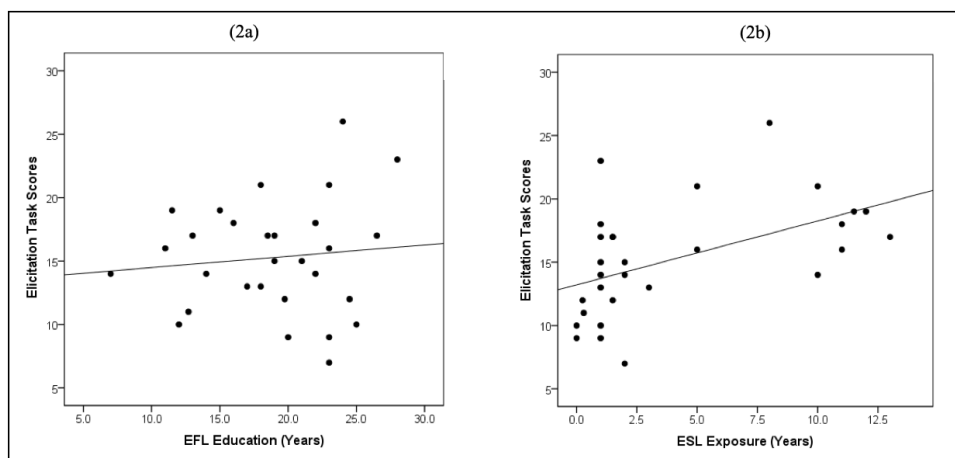 (2a)
Elicitation Task Scores
30
25
20
15
10
5
5.0 10.0 15.0 20.0 25.0 30.0
EFL Education (Years)
(2b)
Elicitation Task Scores
30
25
20
15
10
5
0.0 2.5 5.0 7.5 10.0 12.5
ESL Exposure (Years)